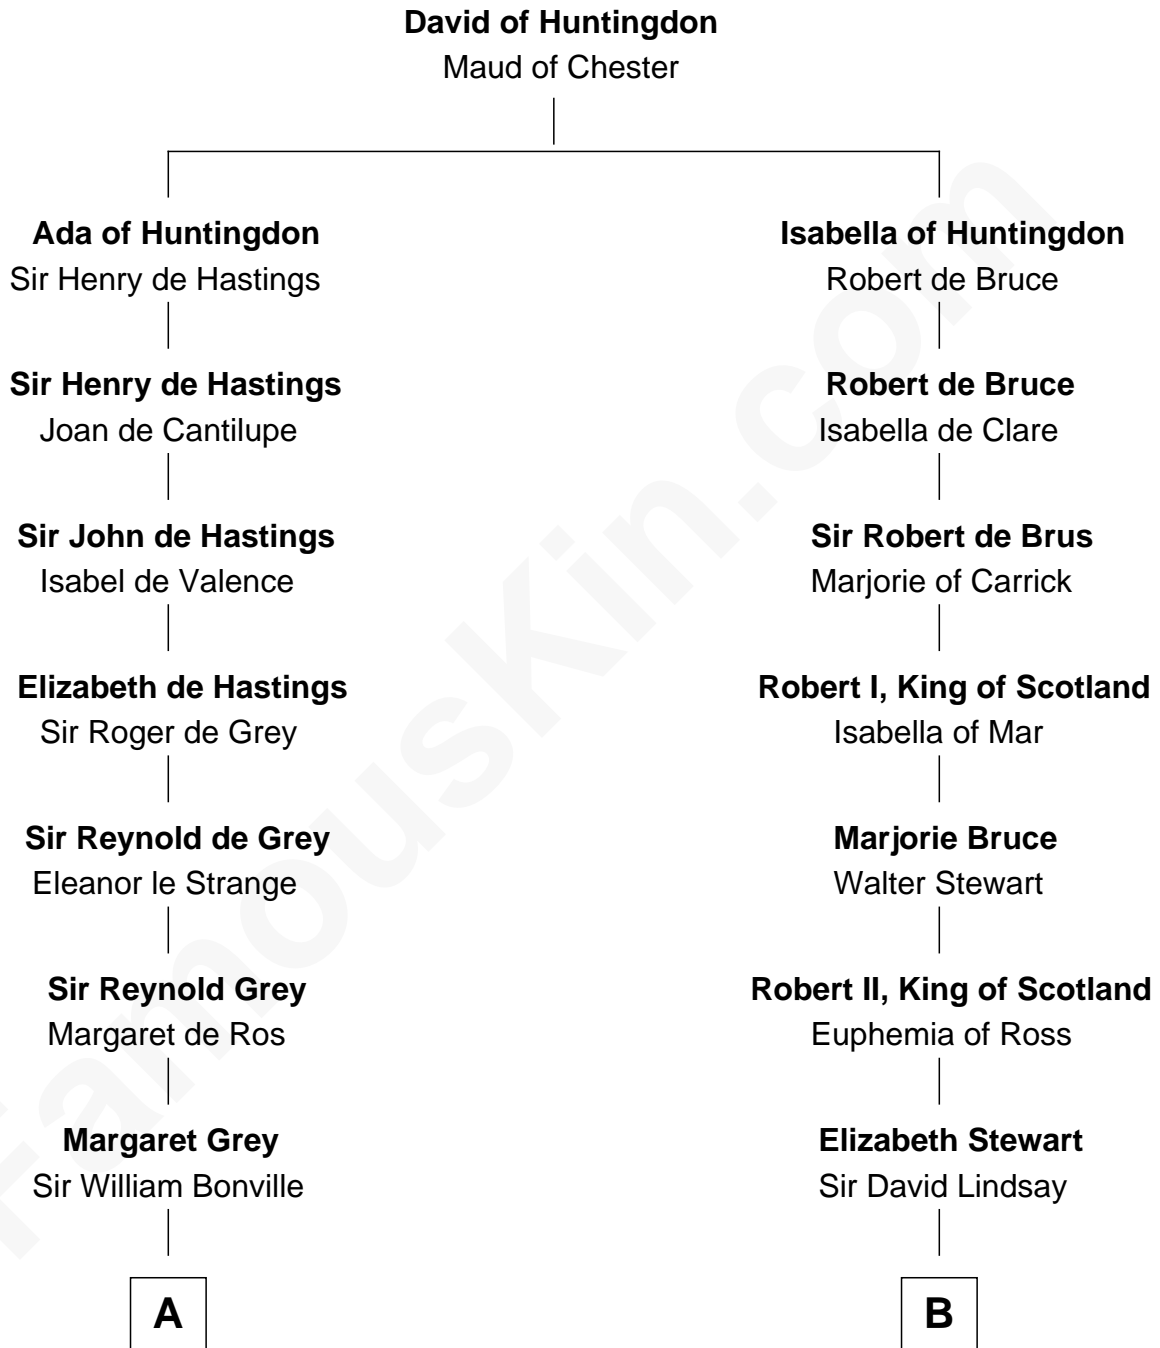 David of Huntingdon
Maud of Chester
Ada of Huntingdon
Sir Henry de Hastings
Isabella of Huntingdon
Robert de Bruce
Sir Henry de Hastings
Joan de Cantilupe
Robert de Bruce
Isabella de Clare
Sir John de Hastings
Isabel de Valence
Sir Robert de Brus
Marjorie of Carrick
Elizabeth de Hastings
Sir Roger de Grey
Robert I, King of Scotland
Isabella of Mar
Sir Reynold de Grey
Eleanor le Strange
Marjorie Bruce
Walter Stewart
Sir Reynold Grey
Margaret de Ros
Robert II, King of Scotland
Euphemia of Ross
Margaret Grey
Sir William Bonville
Elizabeth Stewart
Sir David Lindsay
A
B
FamousKin.com